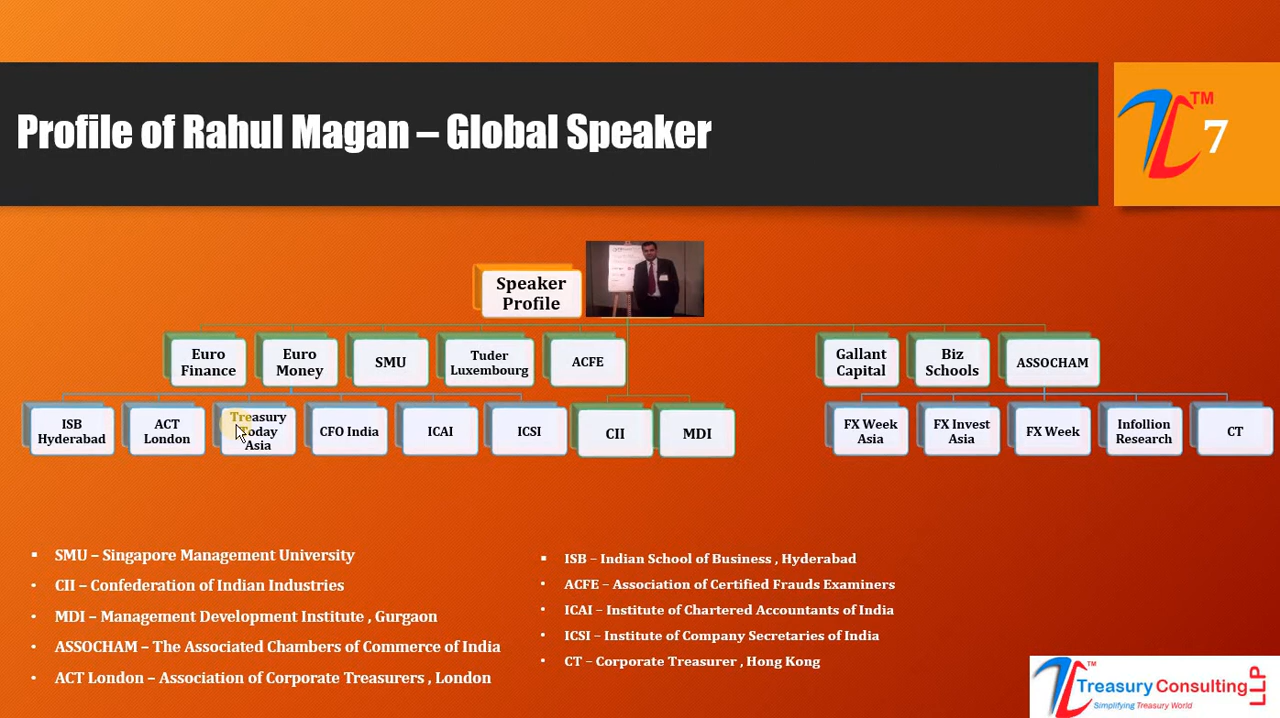 Profile of Rahul Magan – Global Speaker
TM
7
Speaker
Profile
Euro
Finance
Euro
Money
SMU
Tuder
Luxembourg
ACFE
Gallant
Capital
Biz
Schools
ASSOCHAM
ISB
Hyderabad
ACT
London
Treasury
Today
Asia
CFO India
ICAI
ICSI
CII
MDI
FX Week
Asia
FX Invest
Asia
FX Week
Infollion
Research
CT
SMU – Singapore Management University
CII – Confederation of Indian Industries
MDI – Management Development Institute , Gurgaon
ASSOCHAM – The Associated Chambers of Commerce of India
ACT London – Association of Corporate Treasurers , London
ISB – Indian School of Business , Hyderabad
ACFE – Association of Certified Frauds Examiners
ICAI – Institute of Chartered Accountants of India
ICSI – Institute of Company Secretaries of India
CT – Corporate Treasurer , Hong Kong
TM
Treasury Consulting LLP
Simplifying Treasury World